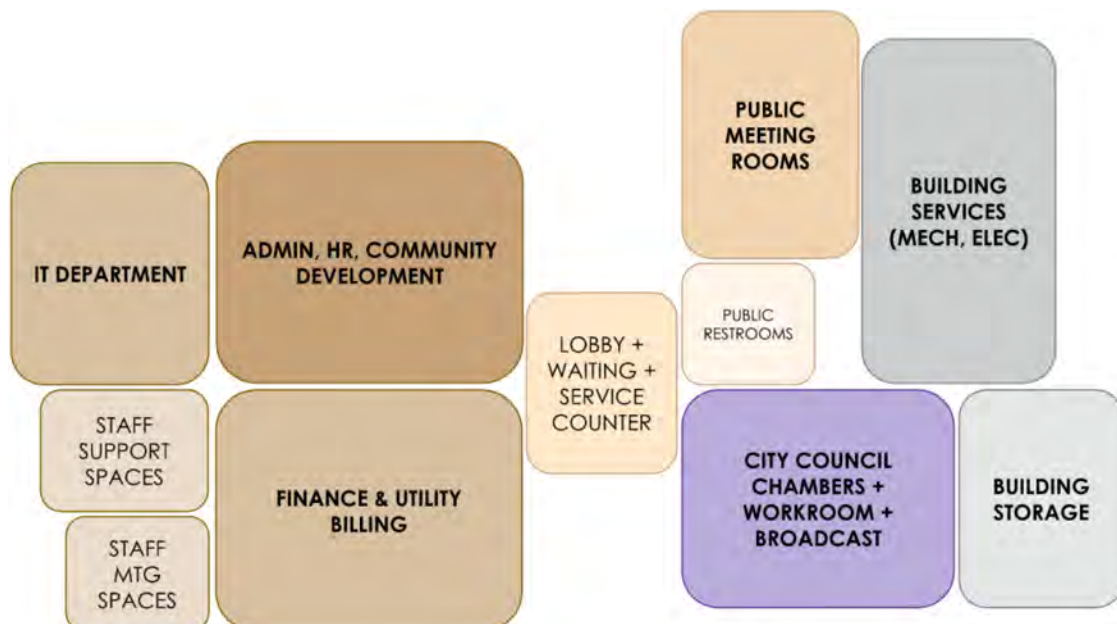 PUBLIC
MEETING
ROOMS
BUILDING
SERVICES
(MECH, ELEC)
IT DEPARTMENT
ADMIN, HR, COMMUNITY
DEVELOPMENT
PUBLIC
RESTROOMS
LOBBY +
WAITING +
SERVICE
COUNTER
STAFF
SUPPORT
SPACES
FINANCE & UTILITY
BILLING
CITY COUNCIL
CHAMBERS +
WORKROOM +
BROADCAST
BUILDING
STORAGE
STAFF
MTG
SPACES